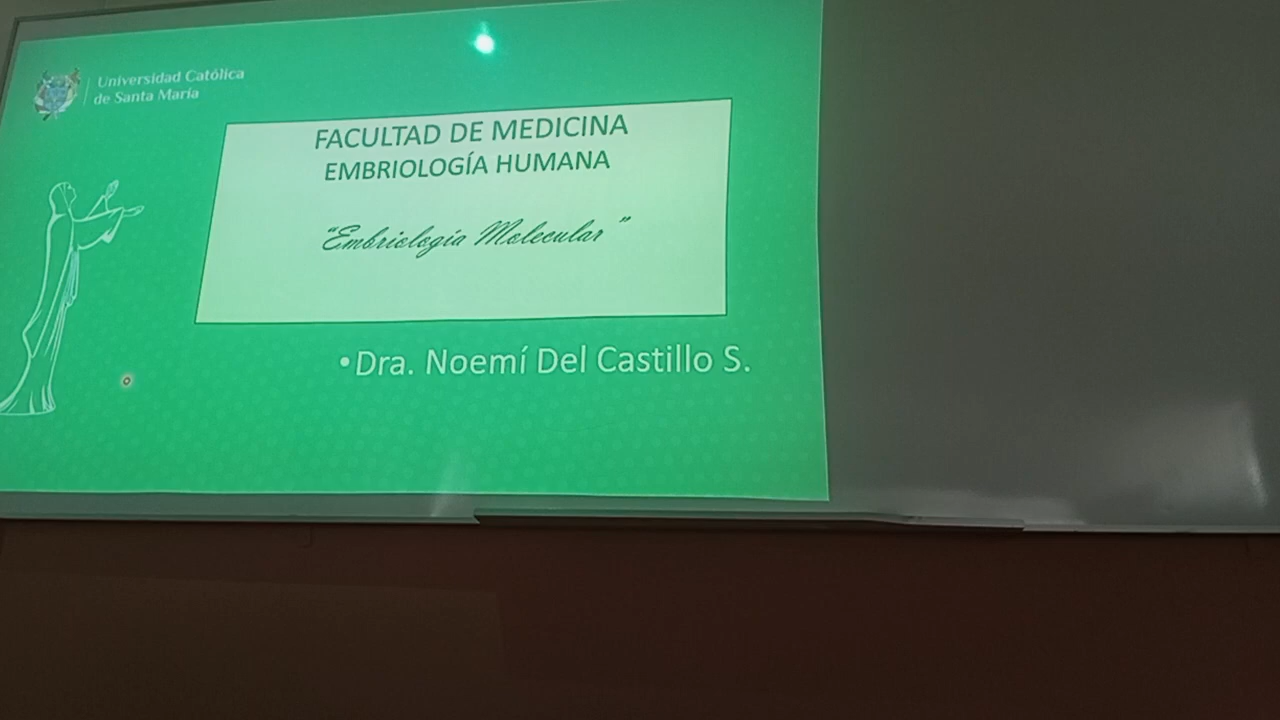 Universidad Católica
de Santa María
FACULTAD DE MEDICINA
EMBRIOLOGÍA HUMANA
"Embriología Molecular"
•Dra. Noemí Del Castillo S.